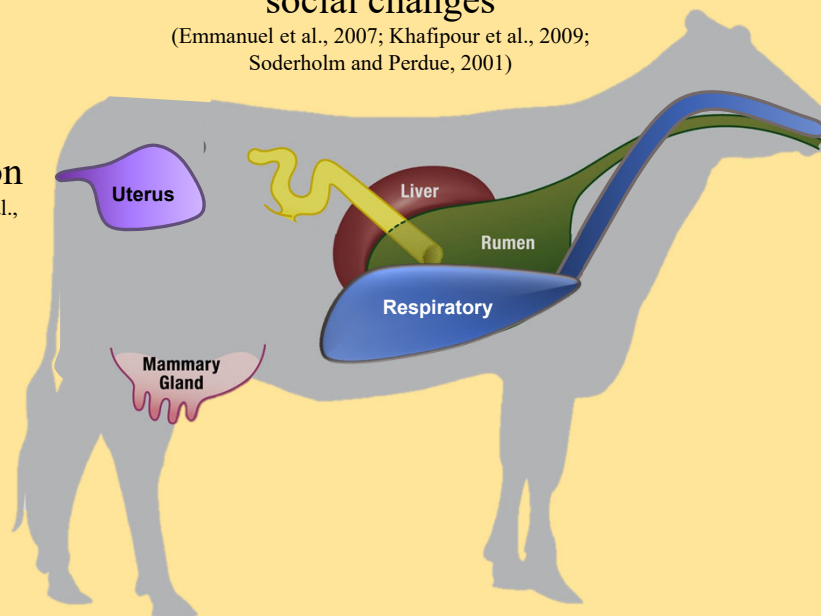 social changes
(Emmanuel et al., 2007; Khafipour et al., 2009;
Soderholm and Perdue, 2001)
Uterus
Liver
Rumen
Respiratory
Mammary
Gland